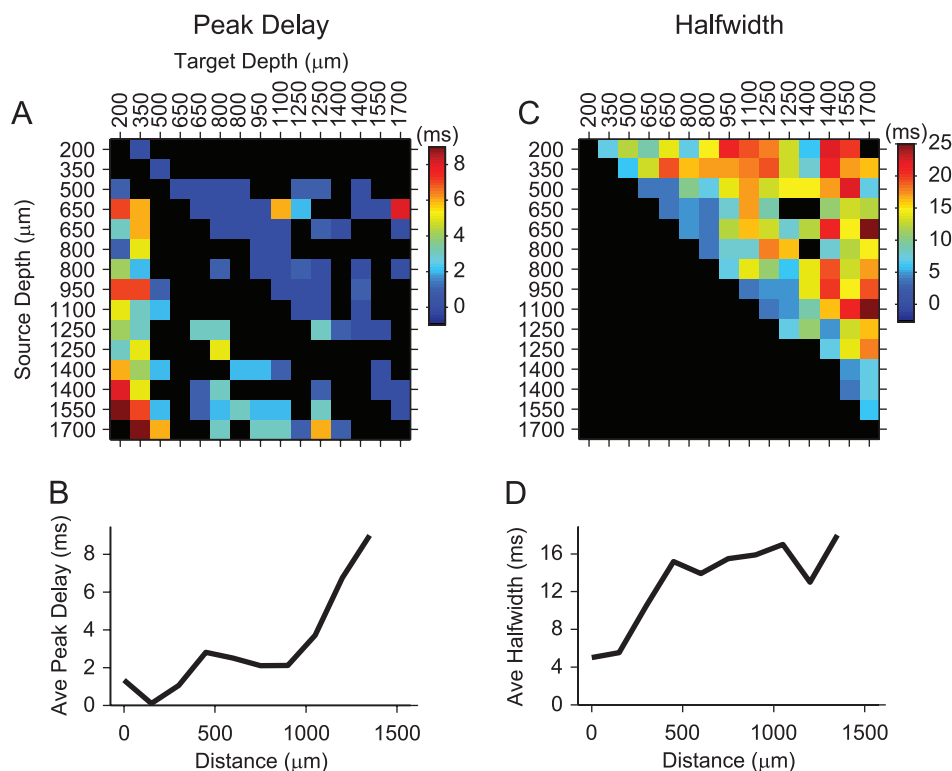 Peak Delay
Halfwidth
Target Depth (μm)
A
200 350 500 650 650 800 800 950 1100 1250 1250 1400 1400 1550 1700
(ms)
Source Depth (μm)
200
350
500
650
650
800
800
950
1100
1250
1250
1400
1400
1550
1700
8
6
4
2
0
C
200 350 500 650 650 800 800 950 1100 1250 1250 1400 1400 1550 1700
(ms)
200
350
500
650
650
800
800
950
1100
1250
1250
1400
1400
1550
1700
25
20
15
10
5
0
B
Ave Peak Delay (ms)
8
6
4
2
0
0 500 1000 1500
Distance (μm)
D
Ave Halfwidth (ms)
16
12
8
4
0
0 500 1000 1500
Distance (μm)